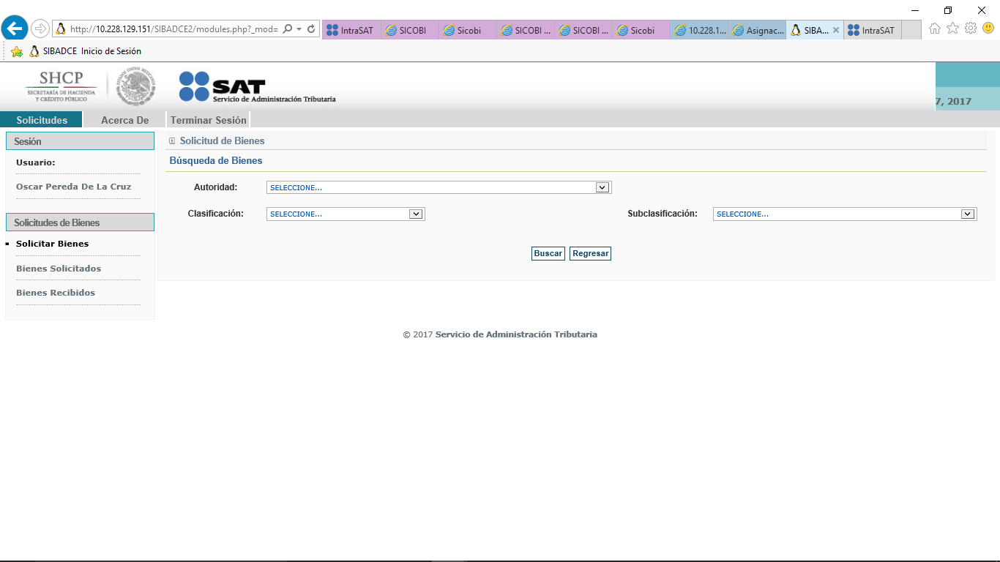 http://10.228.129.151/SIBADCE2/modules.php?_mod=
IntraSAT
SICOBI
Sicobi
SICOBI ...
SICOBI ...
Sicobi
10.228.1...
Asignac...
SIBA...
IntraSAT
SIBADCE Inicio de Sesión
SHCP
SECRETARÍA DE HACIENDA
Y CRÉDITO PÚBLICO
ESTADOS UNIDOS MEXICANOS
SAT
Servicio de Administración Tributaria
7, 2017
Solicitudes
Acerca De
Terminar Sesión
Sesión
Usuario:
Oscar Pereda De La Cruz
Solicitudes de Bienes
Solicitar Bienes
Bienes Solicitados
Bienes Recibidos
Solicitud de Bienes
Búsqueda de Bienes
Autoridad:
SELECCIONE...
Clasificación:
SELECCIONE...
Subclasificación:
SELECCIONE...
Buscar
Regresar
© 2017 Servicio de Administración Tributaria